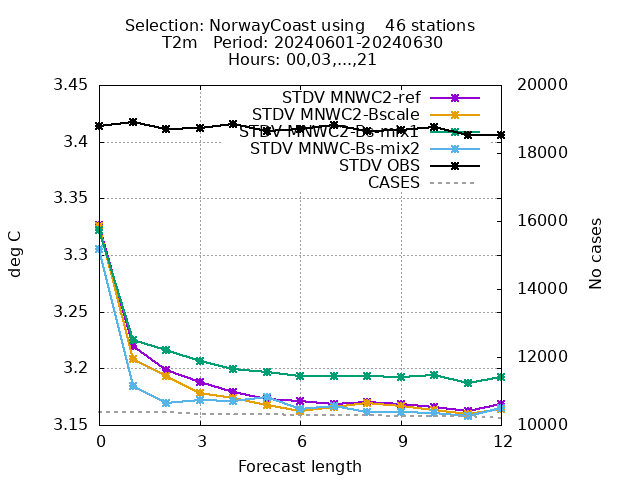 Selection: NorwayCoast using    46 stations
T2m   Period: 20240601-20240630
Hours: 00,03,...,21
3.45
3.4
3.35
3.3
3.25
3.2
3.15
20000
18000
16000
14000
12000
10000
STDV MNWC2-ref
STDV MNWC2-Bscale
STDV MNWC2-Bs-mix1
STDV MNWC-Bs-mix2
STDV OBS
CASES
deg C
No cases
0 3 6 9 12
Forecast length